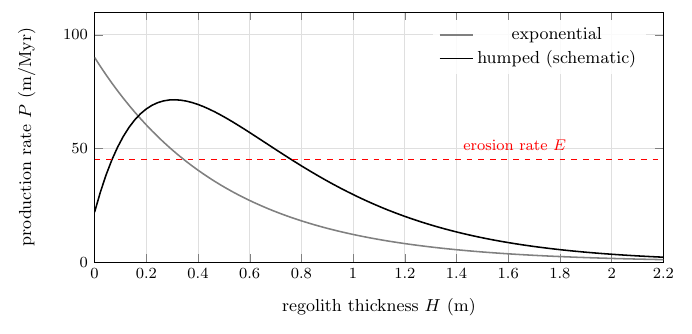 production rate P (m/Myr)
100
50
0
exponential
humped (schematic)
erosion rate E
0 0.2 0.4 0.6 0.8 1 1.2 1.4 1.6 1.8 2 2.2
regolith thickness H (m)